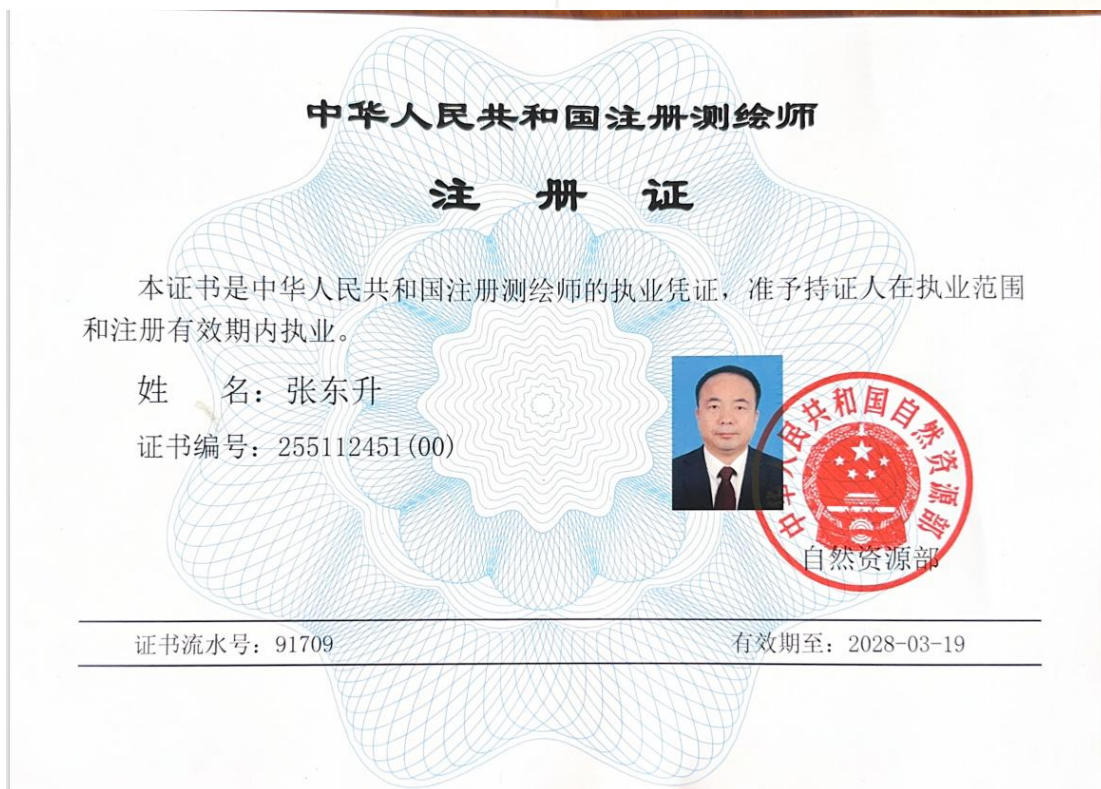 中华人民共和国注册测绘师
注 册 证
本证书是中华人民共和国注册测绘师的执业凭证，准予持证人在执业范围
和注册有效期内执业。
姓 名：张东升
证书编号：255112451(00)
中华人民共和国自然资源部
自然资源部
证书流水号：91709
有效期至：2028-03-19